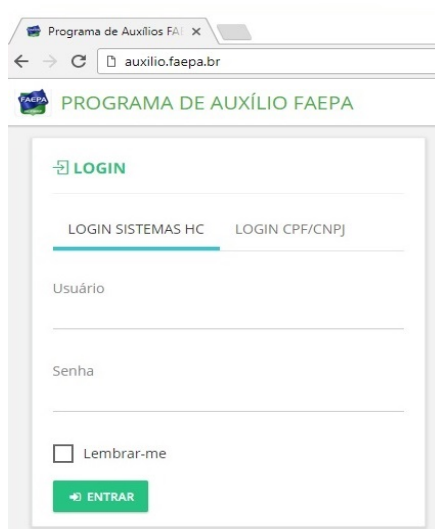 Programa de Auxílios FAE
auxilio.faepa.br
FAEPA PROGRAMA DE AUXÍLIO FAEPA
LOGIN
LOGIN SISTEMAS HC LOGIN CPF/CNPJ
Usuário
Senha
Lembrar-me
ENTRAR